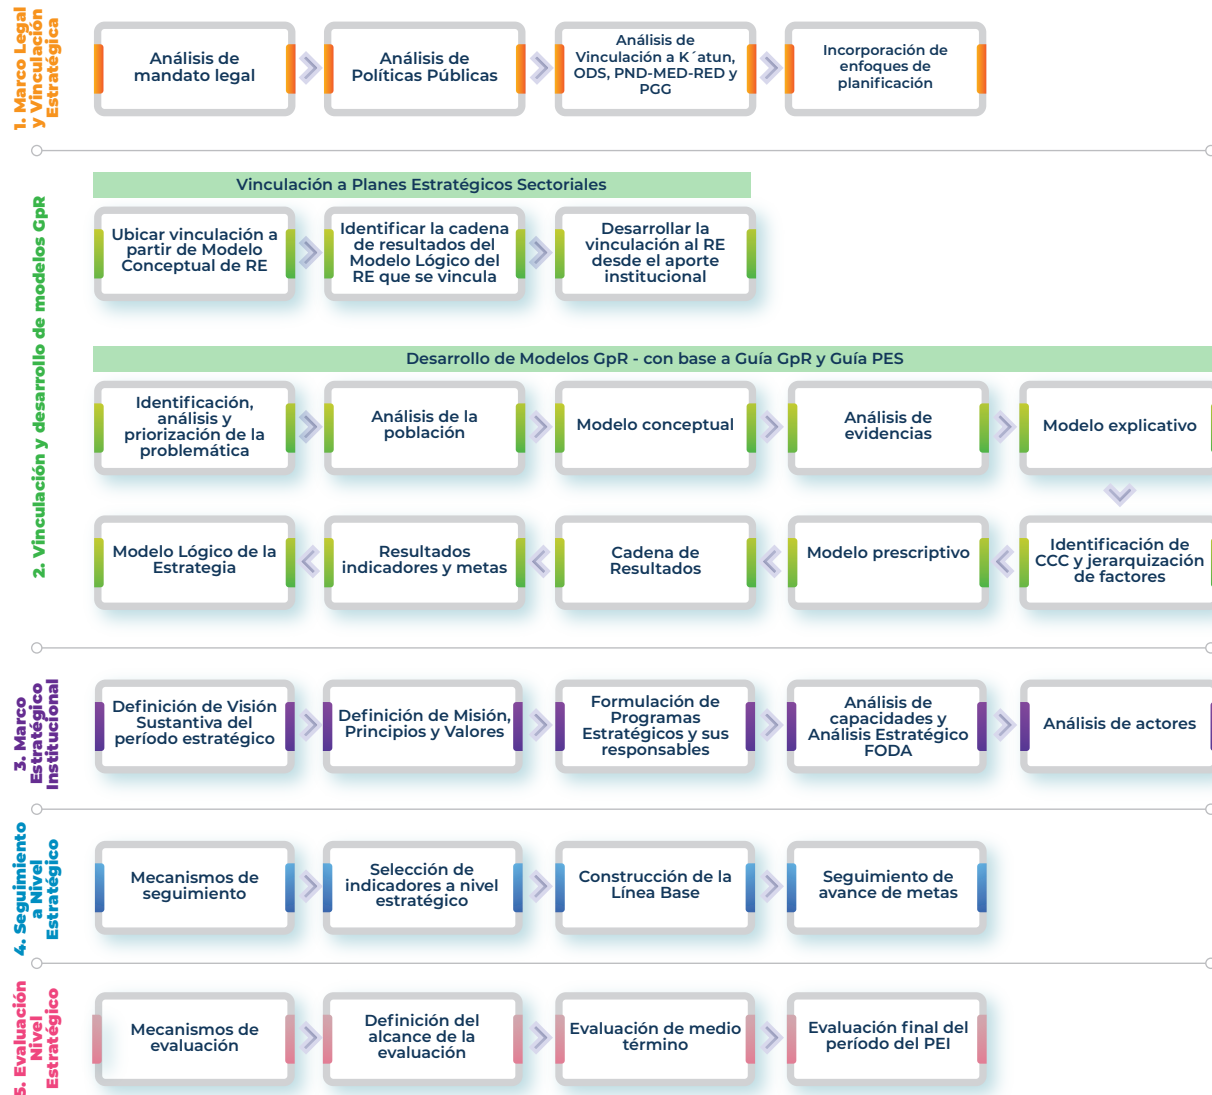 1. Marco Legal
y Vinculación
Estratégica
Análisis de
mandato legal
Análisis de
Políticas Públicas
Análisis de
Vinculación a K´atun,
ODS, PND-MED-RED y
PGG
Incorporación de
enfoques de
planificación
2. Vinculación y desarrollo de modelos GpR
Vinculación a Planes Estratégicos Sectoriales
Ubicar vinculación a
partir de Modelo
Conceptual de RE
Identificar la cadena
de resultados del
Modelo Lógico del
RE que se vincula
Desarrollar la
vinculación al RE
desde el aporte
institucional
Desarrollo de Modelos GpR - con base a Guía GpR y Guía PES
Identificación,
análisis y
priorización de la
problemática
Análisis de la
población
Modelo conceptual
Análisis de
evidencias
Modelo explicativo
Modelo Lógico de la
Estrategia
Resultados
indicadores y metas
Cadena de
Resultados
Modelo prescriptivo
Identificación de
CCC y jerarquización
de factores
3. Marco
Estratégico
Institucional
Definición de Visión
Sustantiva del
período estratégico
Definición de Misión,
Principios y Valores
Formulación de
Programas
Estratégicos y sus
responsables
Análisis de
capacidades y
Análisis Estratégico
FODA
Análisis de actores
4. Seguimiento
a Nivel
Estratégico
Mecanismos de
seguimiento
Selección de
indicadores a nivel
estratégico
Construcción de la
Línea Base
Seguimiento de
avance de metas
5. Evaluación
Nivel
Estratégico
Mecanismos de
evaluación
Definición del
alcance de la
evaluación
Evaluación de medio
término
Evaluación final del
período del PEI